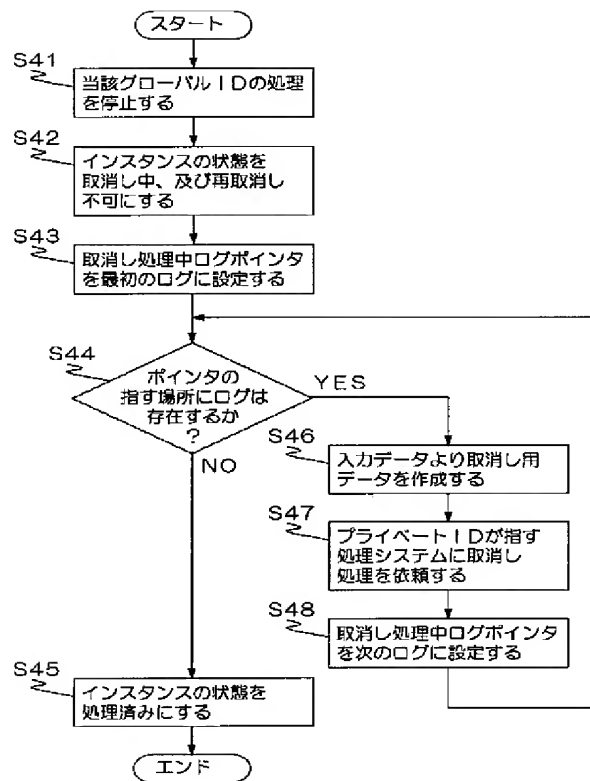 スタート
S41
当該グローバルIDの処理
を停止する
S42
インスタンスの状態を
取消し中、及び再取消し
不可にする
S43
取消し処理中ログポインタ
を最初のログに設定する
S44
ポインタの
指す場所にログは
存在するか
?
YES
NO
S46
入力データより取消し用
データを作成する
S47
プライベートIDが指す
処理システムに取消し
処理を依頼する
S48
取消し処理中ログポインタ
を次のログに設定する
S45
インスタンスの状態を
処理済みにする
エンド